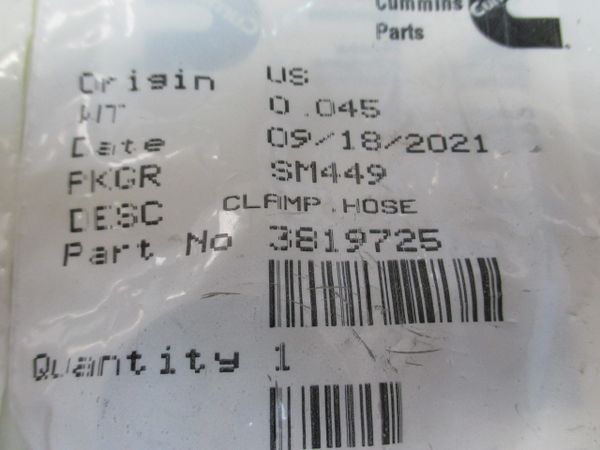 Cummins
Parts
Origin US
WT 0.045
Date 09/18/2021
PKGR SM449
DESC CLAMP,HOSE
Part No 3819725
Quantity 1